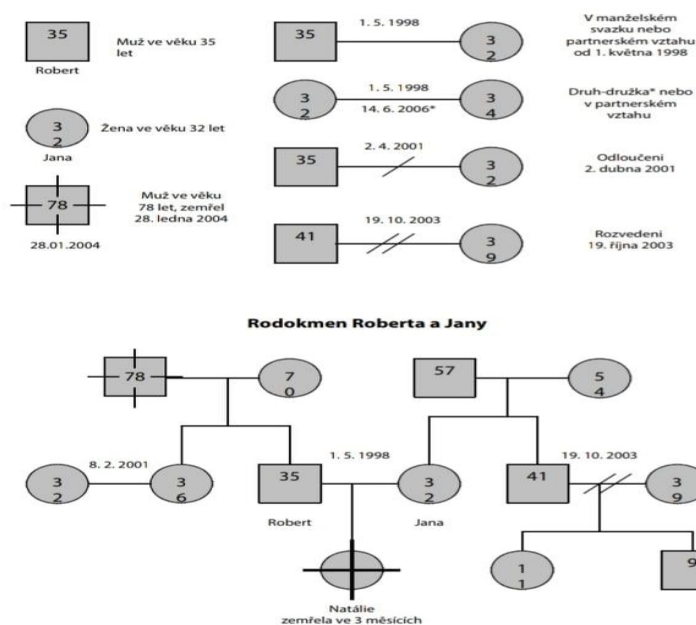 35
Muž ve věku 35
let
Robert
3
2
Žena ve věku 32 let
Jana
78
Muž ve věku
78 let, zemřel
28. ledna 2004
28.01.2004
35
1. 5. 1998
3
2
V manželském
svazku nebo
partnerském vztahu
od 1. května 1998
3
2
1. 5. 1998
14. 6. 2006*
3
4
Druh-družka* nebo
v partnerském
vztahu
35
2. 4. 2001
3
2
Odloučeni
2. dubna 2001
41
19. 10. 2003
3
9
Rozvedeni
19. října 2003
Rodokmen Roberta a Jany
78
7
0
57
5
4
3
2
8. 2. 2001
3
6
35
Robert
1. 5. 1998
3
2
Jana
41
19. 10. 2003
3
9
Natálie
zemřela ve 3 měsících
1
1
9